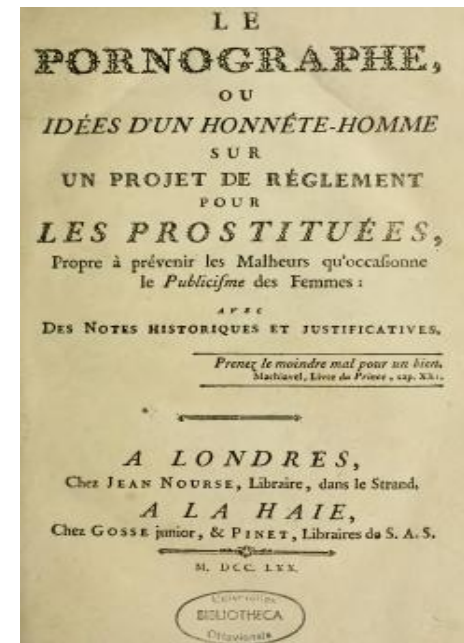 LE
PORNOGRAPHE,
OU
IDÉES D'UN HONNÊTE-HOMME
SUR
UN PROJET DE RÉGLEMENT
POUR
LES PROSTITUÉES,
Propre à prévenir les Malheurs qu'occaſionne
le Publiciſme des Femmes :
AVEC
DES NOTES HISTORIQUES ET JUSTIFICATIVES.
Prenez le moindre mal pour un bien.
Machiavel, Livre du Prince, cap. XXI.
A LONDRES,
Chez JEAN NOURSE, Libraire, dans le Strand.
A LA HAIE,
Chez GOSSE junior, & PINET, Libraires de S. A. S.
M. DCC. LXX.
BIBLIOTHECA
Ottaviensis